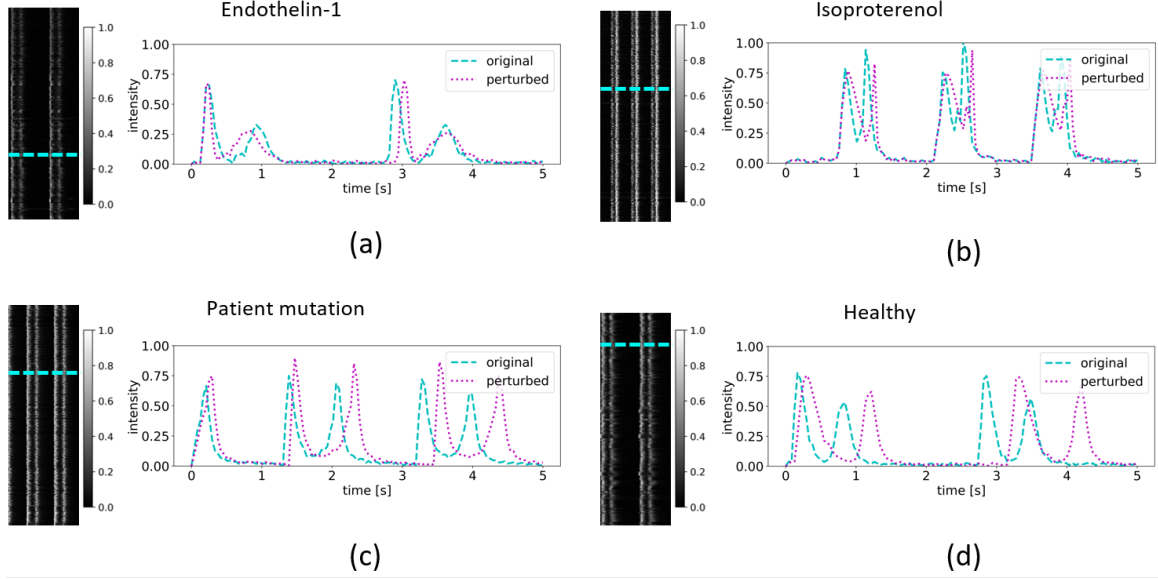 Endothelin-1
1.0
0.8
0.6
0.4
0.2
0.0
intensity
1.00
0.75
0.50
0.25
0.00
original
perturbed
0 1 2 3 4 5
time [s]
(a)
Isoproterenol
1.0
0.8
0.6
0.4
0.2
0.0
intensity
1.00
0.75
0.50
0.25
0.00
original
perturbed
0 1 2 3 4 5
time [s]
(b)
Patient mutation
1.0
0.8
0.6
0.4
0.2
0.0
intensity
1.00
0.75
0.50
0.25
0.00
original
perturbed
0 1 2 3 4 5
time [s]
(c)
Healthy
1.0
0.8
0.6
0.4
0.2
0.0
intensity
1.00
0.75
0.50
0.25
0.00
original
perturbed
0 1 2 3 4 5
time [s]
(d)